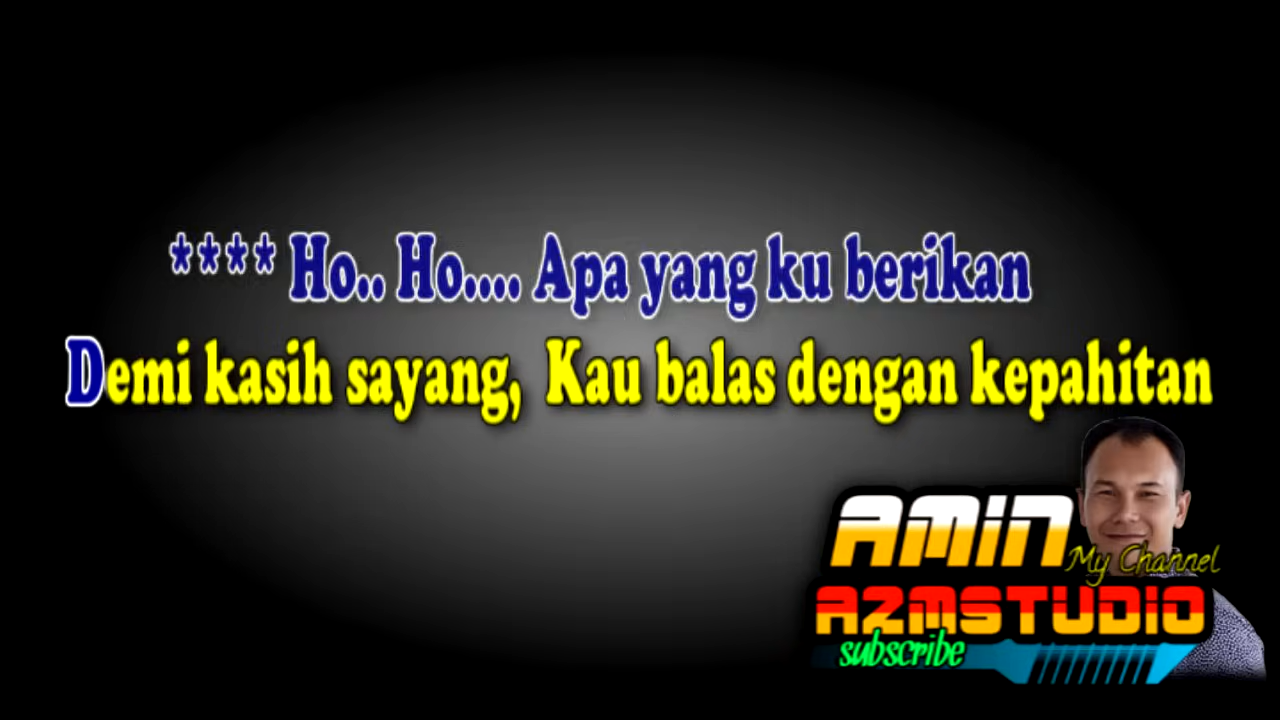 **** Ho.. Ho.... Apa yang ku berikan
Demi kasih sayang, Kau balas dengan kepahitan
AMIN
My Channel
AZMSTUDIO
subscribe